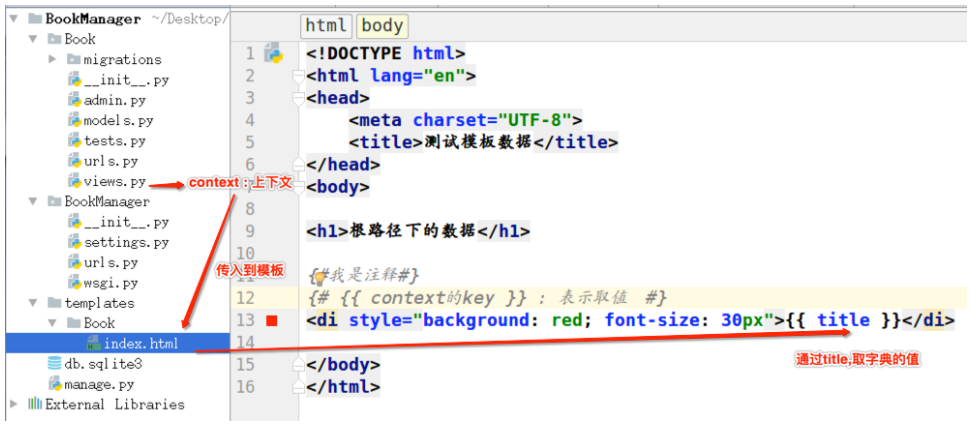 BookManager ~/Desktop/
Book
migrations
__init__.py
admin.py
models.py
tests.py
urls.py
views.py
BookManager
__init__.py
settings.py
urls.py
wsgi.py
templates
Book
index.html
db.sqlite3
manage.py
External Libraries
context：上下文
传入到模板
html body
1 <!DOCTYPE html>
2 <html lang="en">
3 <head>
4 <meta charset="UTF-8">
5 <title>测试模板数据</title>
6 </head>
7 <body>
8
9 <h1>根路径下的数据</h1>
10
11 {#我是注释#}
12 {# {{ context的key }} : 表示取值 #}
13 <di style="background: red; font-size: 30px">{{ title }}</di>
14
15 </body>
16 </html>
通过title,取字典的值